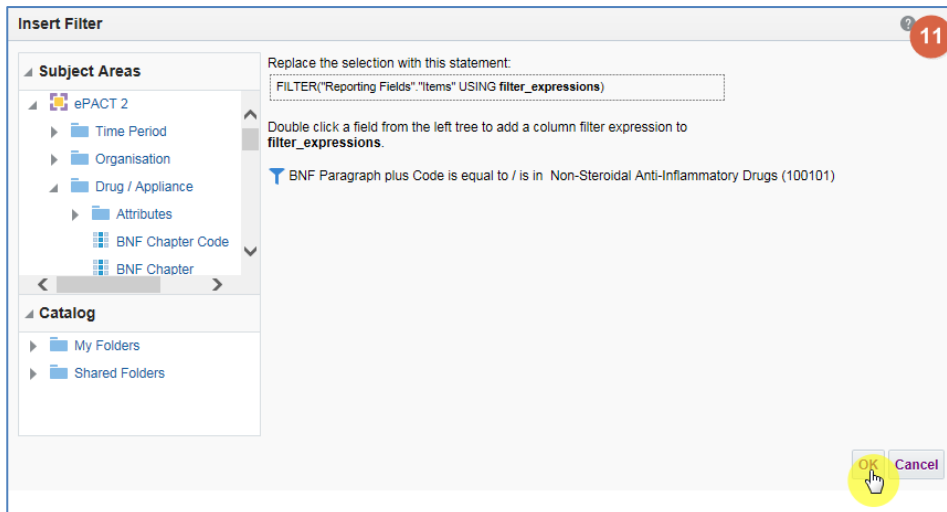 Insert Filter
?
11
Subject Areas
ePACT 2
Time Period
Organisation
Drug / Appliance
Attributes
BNF Chapter Code
BNF Chapter
Catalog
My Folders
Shared Folders
Replace the selection with this statement:
FILTER("Reporting Fields"."Items" USING filter_expressions)
Double click a field from the left tree to add a column filter expression to
filter_expressions.
BNF Paragraph plus Code is equal to / is in Non-Steroidal Anti-Inflammatory Drugs (100101)
OK
Cancel